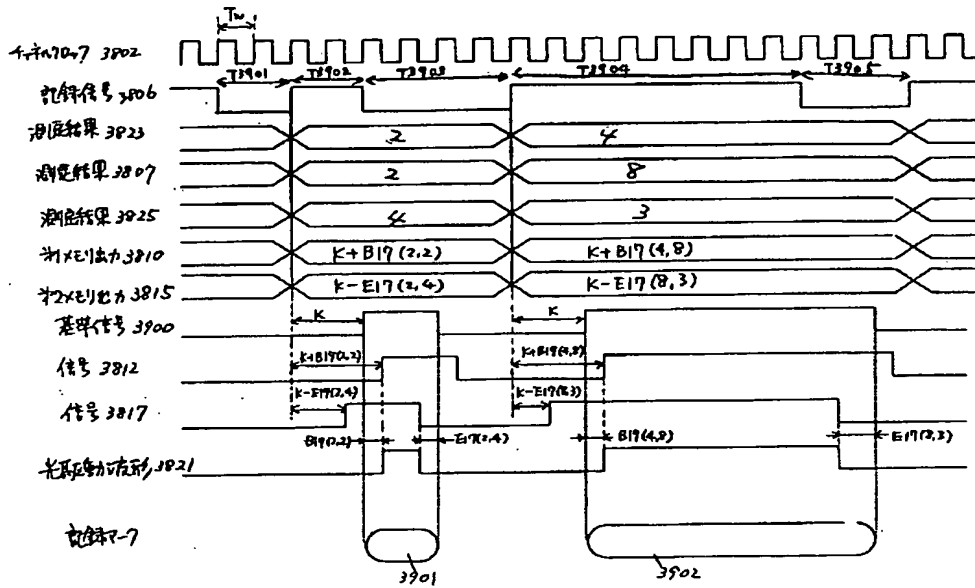 Tw
チャネルクロック 3802
T3901 T3902 T3903 T3904 T3905
記録信号 3806
測定結果 3823 2 4
測定結果 3807 2 8
測定結果 3825 4 3
第1メモリ出力 3810 K+B17(2,2) K+B17(4,8)
第2メモリ出力 3815 K-E17(2,4) K-E17(8,3)
基準信号 3900 K K
信号 3812 K+B19(2,2) K+B19(4,8)
信号 3817 K-E19(2,4) K-E17(8,3)
B19(2,2) E17(2,4) B19(4,8) E17(8,3)
光駆動波形 3821
記録マーク
3901 3902